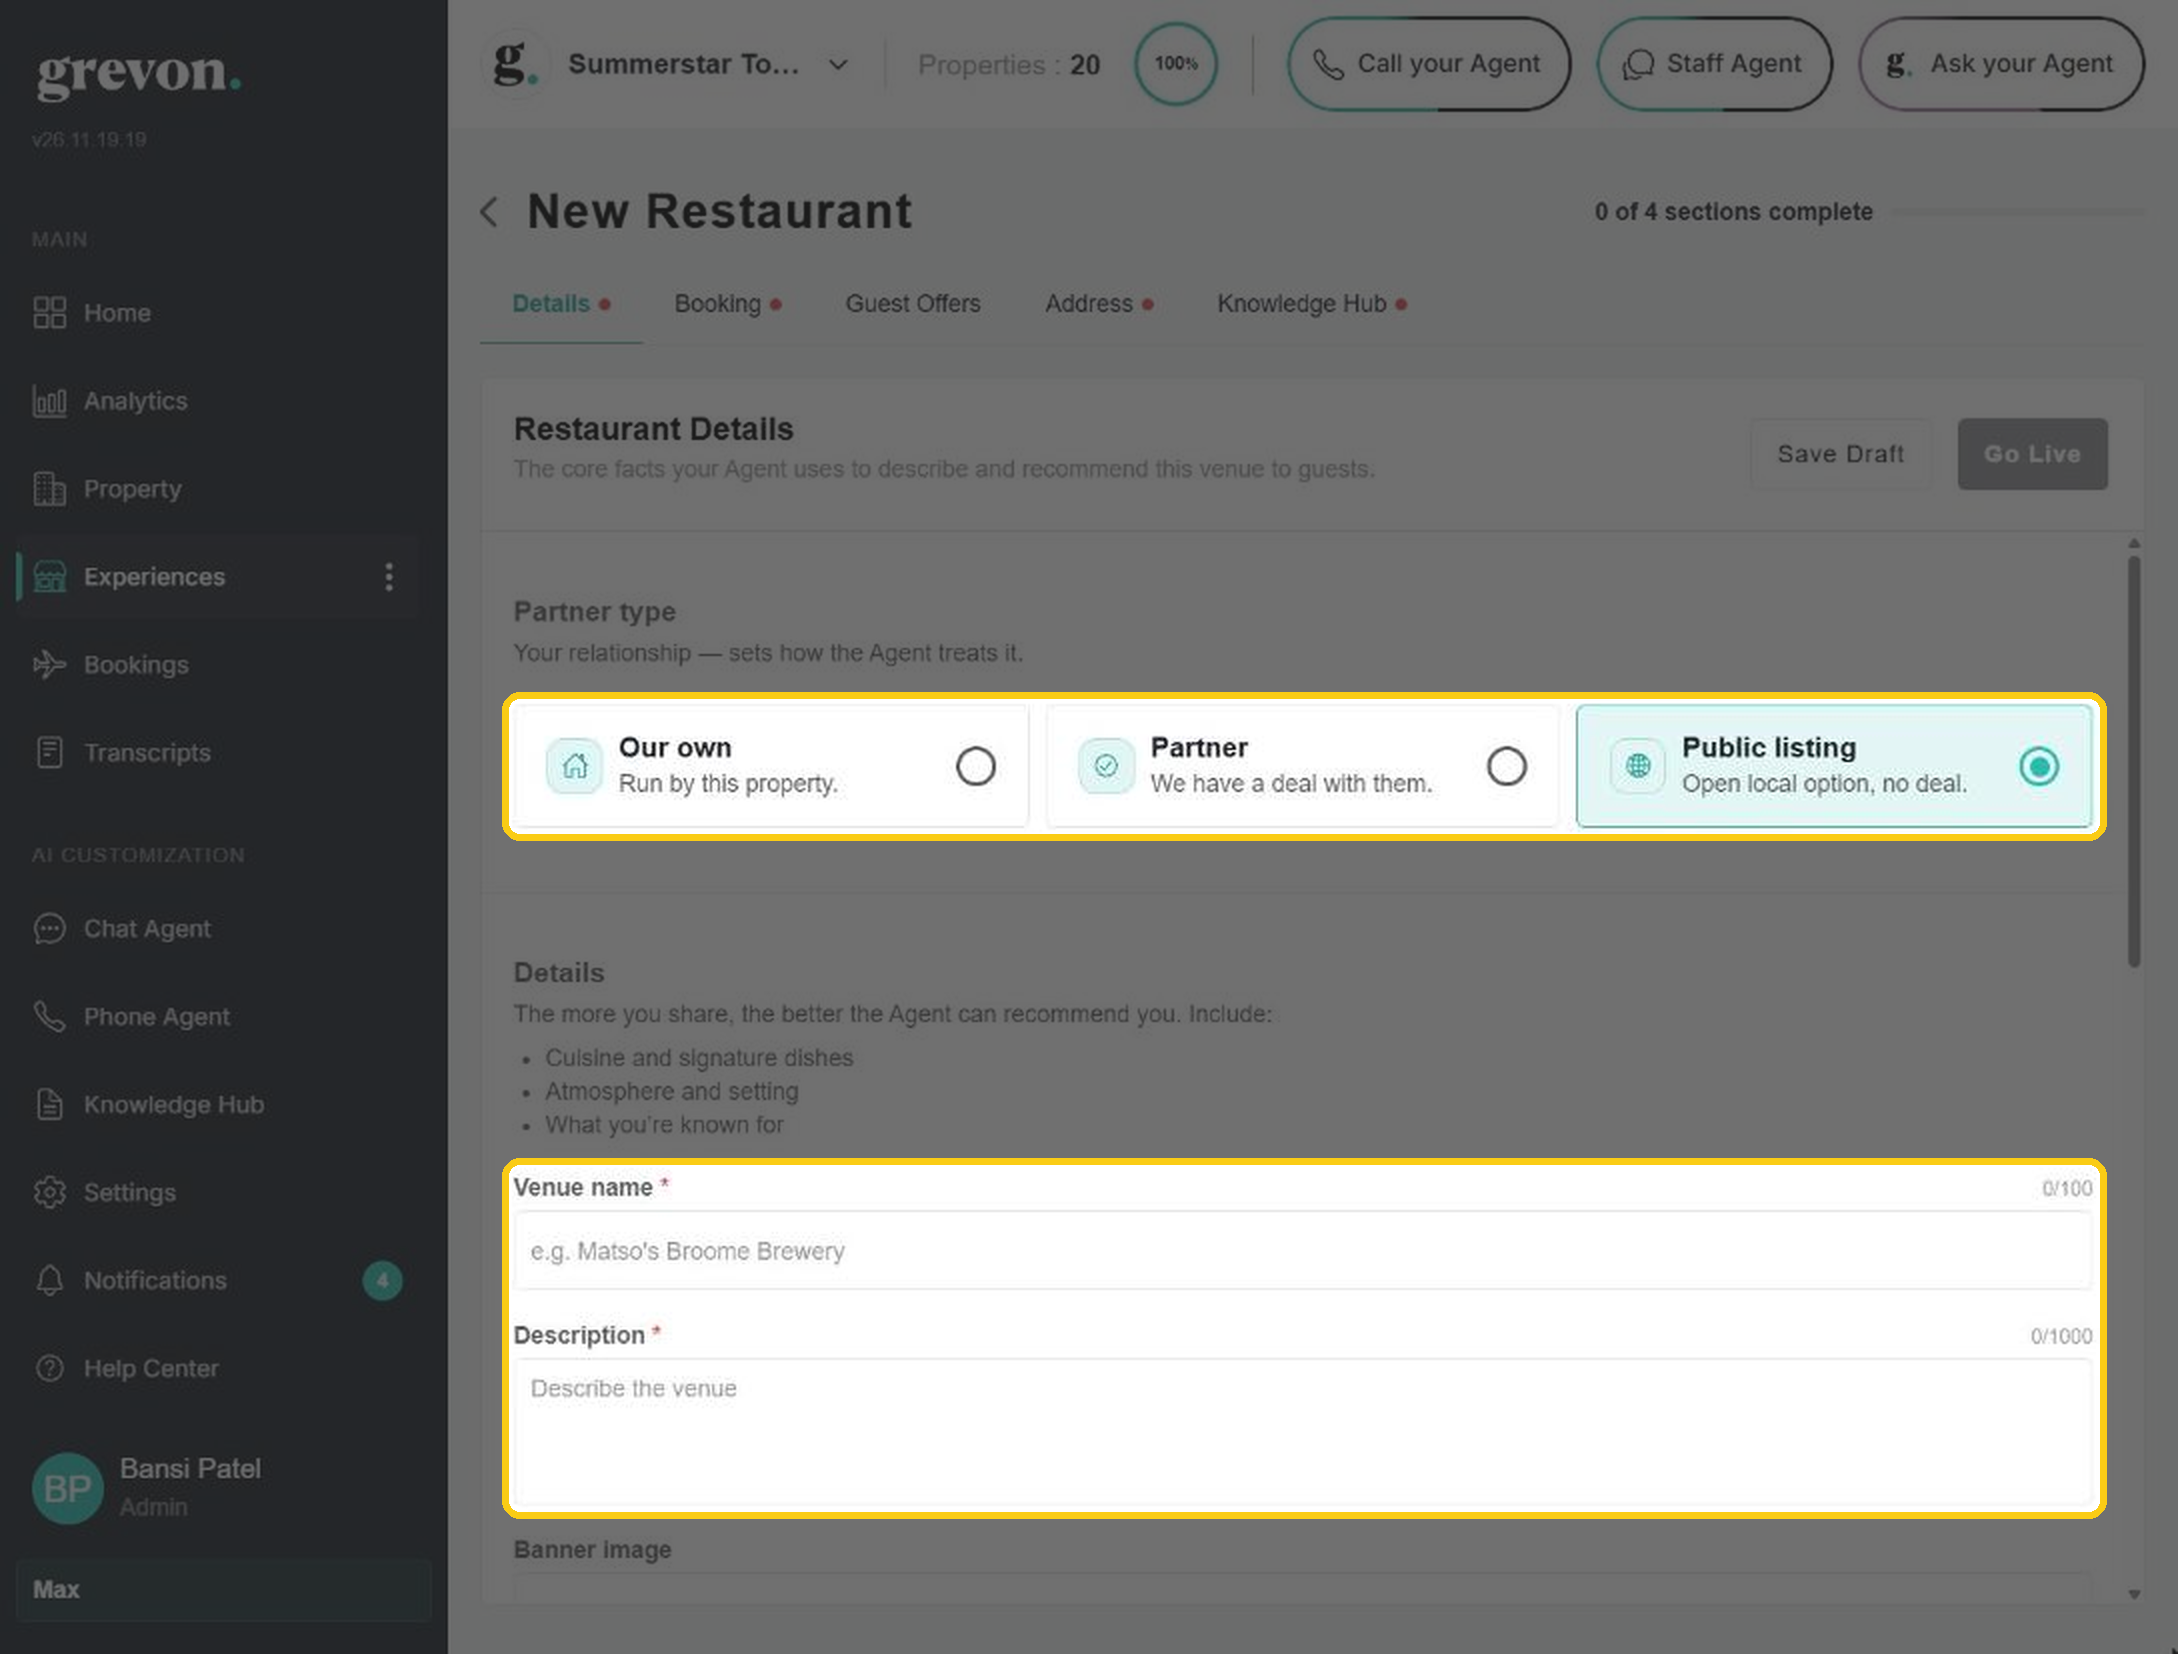 grevon.
v26.11.19.19
MAIN
Home
Analytics
Property
Experiences
Bookings
Transcripts
AI CUSTOMIZATION
Chat Agent
Phone Agent
Knowledge Hub
Settings
Notifications 4
Help Center
BP
Bansi Patel
Admin
Max
g. Summerstar To...
Properties : 20
100%
Call your Agent
Staff Agent
g. Ask your Agent
New Restaurant
0 of 4 sections complete
Details
Booking
Guest Offers
Address
Knowledge Hub
Restaurant Details
The core facts your Agent uses to describe and recommend this venue to guests.
Save Draft
Go Live
Partner type
Your relationship — sets how the Agent treats it.
Our own
Run by this property.
Partner
We have a deal with them.
Public listing
Open local option, no deal.
Details
The more you share, the better the Agent can recommend you. Include:
• Cuisine and signature dishes
• Atmosphere and setting
• What you're known for
Venue name * 0/100
e.g. Matso's Broome Brewery
Description * 0/1000
Describe the venue
Banner image